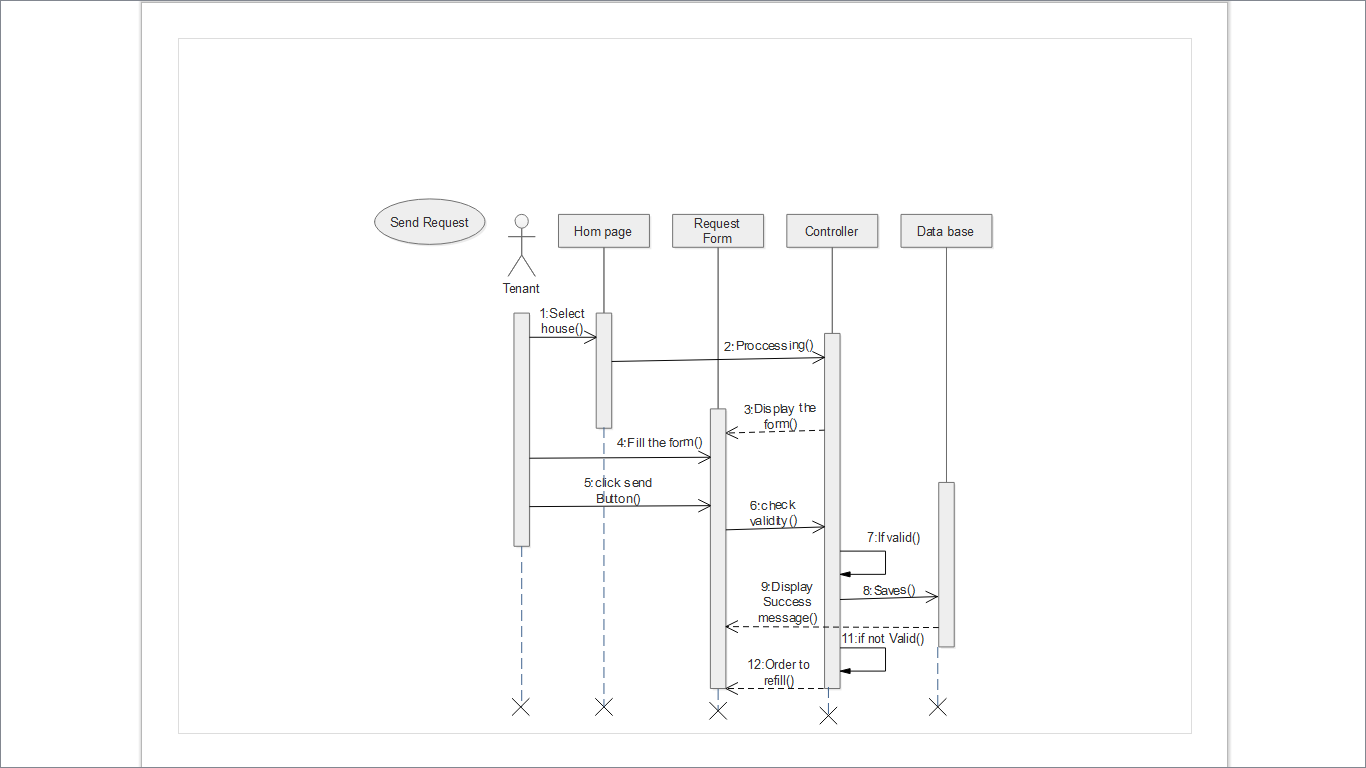 Send Request
Tenant
Hom page
Request
Form
Controller
Data base
1:Select
house()
2:Proccessing()
3:Display the
form()
4:Fill the form()
5:click send
Button()
6:check
validity()
7:If valid()
8:Saves()
9:Display
Success
message()
11:if not Valid()
12:Order to
refill()